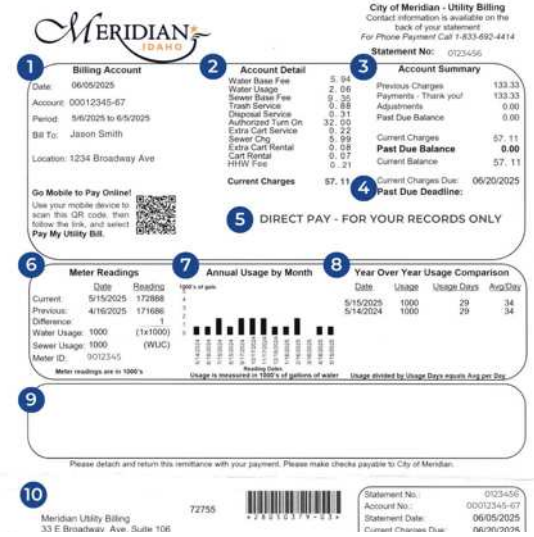 MERIDIAN
IDAHO
City of Meridian - Utility Billing
Contact information is available on the
back of your statement
For Phone Payment Call 1-833-692-4414
Statement No: 0123456
1
Billing Account
Date: 06/05/2025
Account: 00012345-67
Period: 5/6/2025 to 6/5/2025
Bill To: Jason Smith
Location: 1234 Broadway Ave
Go Mobile to Pay Online!
Use your mobile device to
scan this QR code, then
follow the link, and select
Pay My Utility Bill.
2
Account Detail
Water Base Fee 5.94
Water Usage 2.06
Sewer Base Fee 9.35
Trash Service 0.88
Disposal Service 0.31
Authorized Turn On 32.00
Extra Cart Service 0.22
Sewer Chg 5.99
Extra Cart Rental 0.08
Cart Rental 0.07
HHW Fee 0.21
Current Charges 57.11
3
Account Summary
Previous Charges 133.33
Payments - Thank you! 133.33
Adjustments 0.00
Past Due Balance 0.00
Current Charges 57.11
Past Due Balance 0.00
Current Balance 57.11
Current Charges Due: 06/20/2025
4
Past Due Deadline:
5
DIRECT PAY - FOR YOUR RECORDS ONLY
6
Meter Readings
Date Reading
Current: 5/15/2025 172888
Previous: 4/16/2025 171686
Difference: 1
Water Usage: 1000 (1x1000)
Sewer Usage: 1000 (WUC)
Meter ID: 9012345
Meter readings are in 1000's
7
Annual Usage by Month
1000's of gals
Reading Dates
Usage is measured in 1000's of gallons of water
8
Year Over Year Usage Comparison
Date Usage Usage Days Avg/Day
5/15/2025 1000 29 34
5/14/2024 1000 29 34
Usage divided by Usage Days equals Avg per Day
9
Please detach and return this remittance with your payment. Please make checks payable to City of Meridian.
10
Meridian Utility Billing
33 E Broadway Ave, Suite 106
72755
Statement No.: 0123456
Account No.: 00012345-67
Statement Date: 06/05/2025
Current Charges Due: 06/20/2025